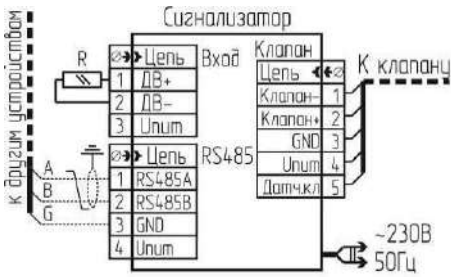 Сигнализатор
к другим устройствам
R
Цепь
Вход
1 ДВ+
2 ДВ-
3 Uпит
Клапан
Цепь
К клапану
Клапан- 1
Клапан+ 2
GND 3
Uпит 4
Датч.кл 5
Цепь
RS485
A
1 RS485A
B
2 RS485B
G
3 GND
4 Uпит
~230В
50Гц